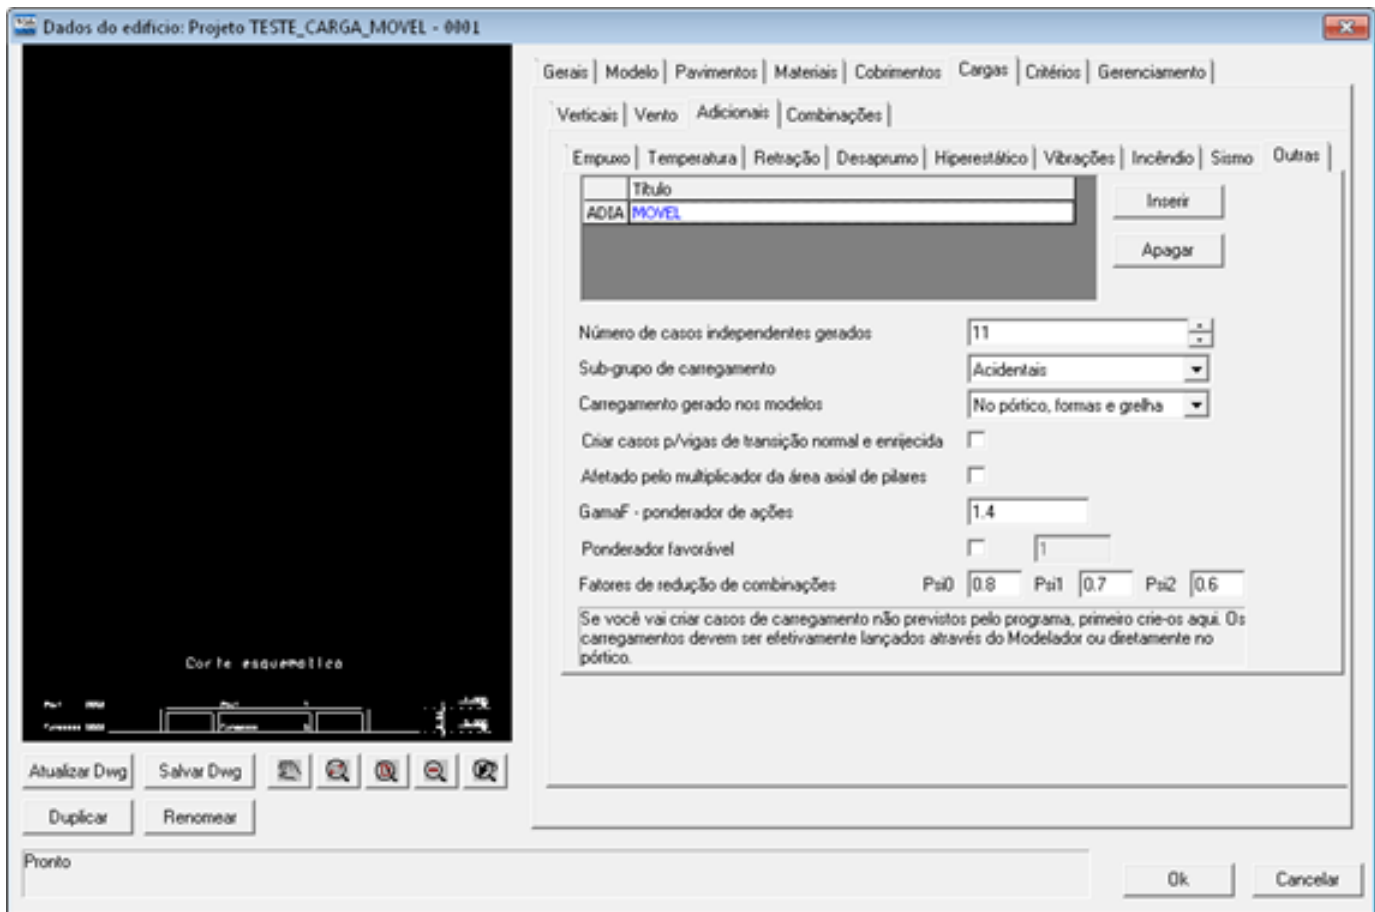 Dados do edifício: Projeto TESTE_CARGA_MOVEL - 0001
Gerais Modelo Pavimentos Materiais Cobrimentos Cargas Critérios Gerenciamento
Verticais Vento Adicionais Combinações
Empuxo Temperatura Retração Desaprumo Hiperestático Vibrações Incêndio Sismo Outras
Título
ADIA MOVEL
Inserir
Apagar
Número de casos independentes gerados 11
Sub-grupo de carregamento Acidentais
Carregamento gerado nos modelos No pórtico, formas e grelha
Criar casos p/vigas de transição normal e enrijecida
Afetado pelo multiplicador da área axial de pilares
GamaF - ponderador de ações 1.4
Ponderador favorável 1
Fatores de redução de combinações Psi0 0.8 Psi1 0.7 Psi2 0.6
Se você vai criar casos de carregamento não previstos pelo programa, primeiro crie-os aqui. Os
carregamentos devem ser efetivamente lançados através do Modelador ou diretamente no
pórtico.
Corte esquemático
Atualizar Dwg Salvar Dwg
Duplicar Renomear
Pronto
Ok Cancelar